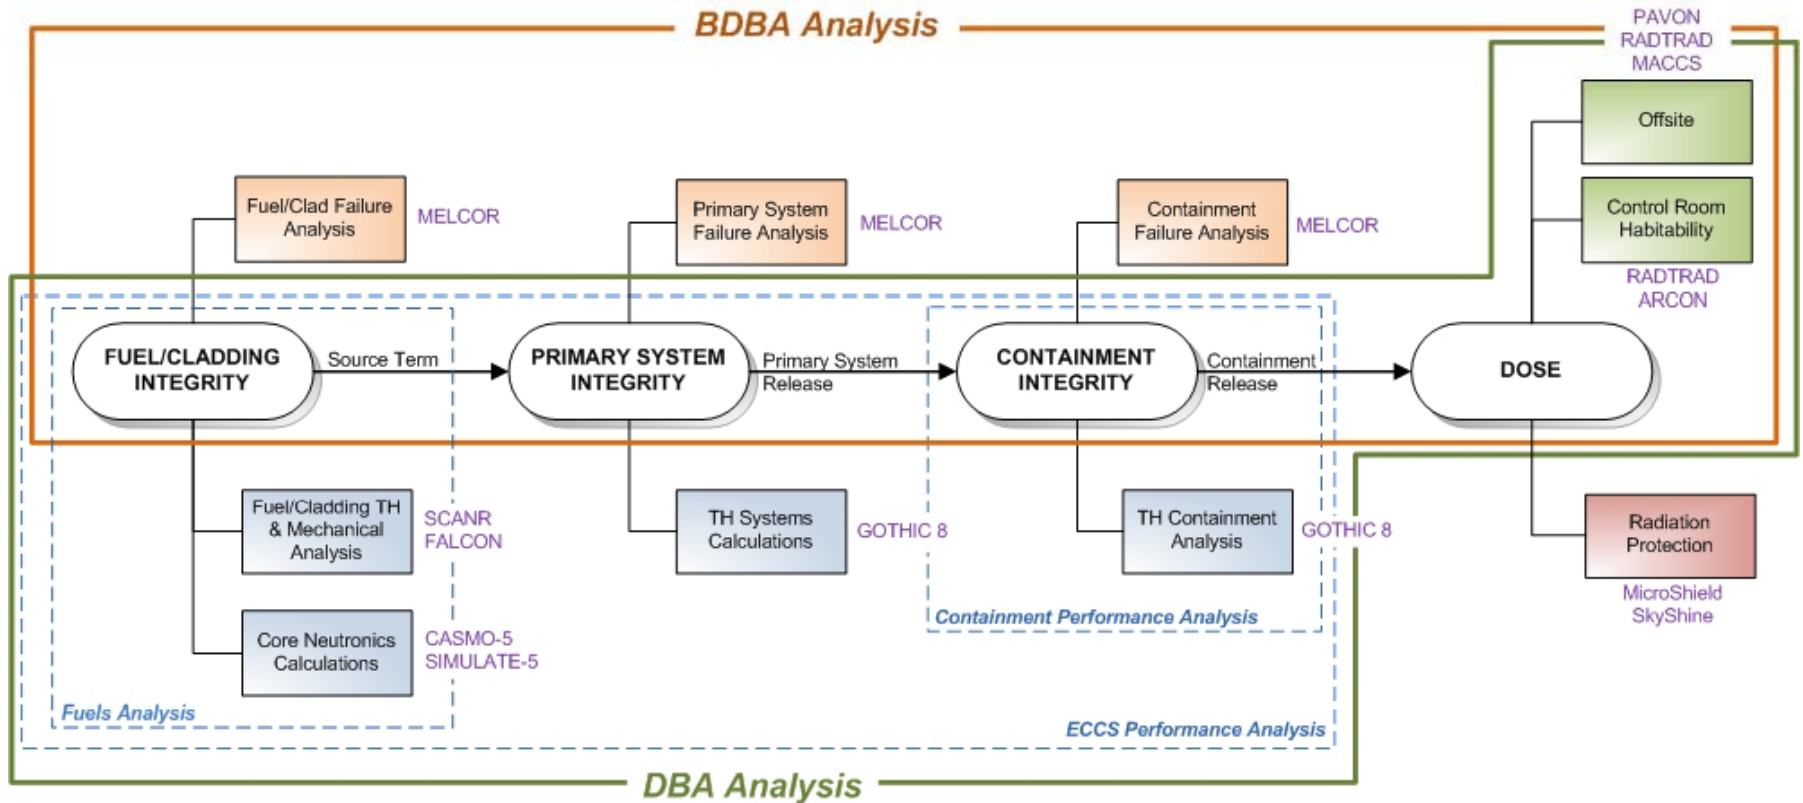 BDBA Analysis
PAVON
RADTRAD
MACCS
Offsite
Fuel/Clad Failure
Analysis
MELCOR
Primary System
Failure Analysis
MELCOR
Containment
Failure Analysis
MELCOR
Control Room
Habitability
RADTRAD
ARCON
FUEL/CLADDING
INTEGRITY
Source Term
PRIMARY SYSTEM
INTEGRITY
Primary System
Release
CONTAINMENT
INTEGRITY
Containment
Release
DOSE
Fuel/Cladding TH
& Mechanical
Analysis
SCANR
FALCON
TH Systems
Calculations
GOTHIC 8
TH Containment
Analysis
GOTHIC 8
Radiation
Protection
MicroShield
SkyShine
Containment Performance Analysis
Core Neutronics
Calculations
CASMO-5
SIMULATE-5
Fuels Analysis
ECCS Performance Analysis
DBA Analysis